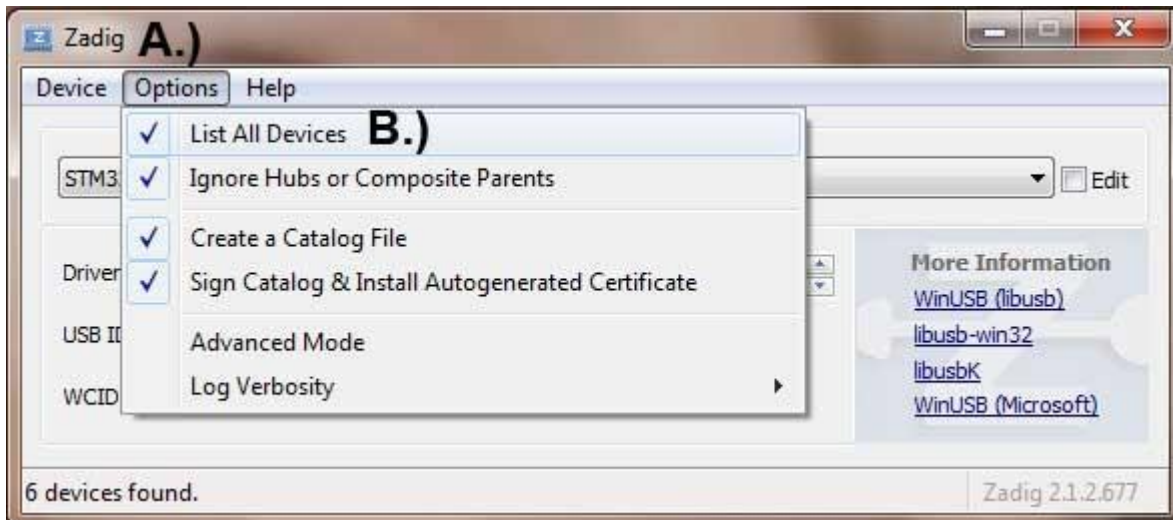 Zadig A.)
Device Options Help
List All Devices B.)
STM3
Ignore Hubs or Composite Parents
Edit
Create a Catalog File
Driver
Sign Catalog & Install Autogenerated Certificate
More Information
WinUSB (libusb)
USB ID
Advanced Mode
libusb-win32
Log Verbosity
libusbK
WCID
WinUSB (Microsoft)
6 devices found.
Zadig 2.1.2.677